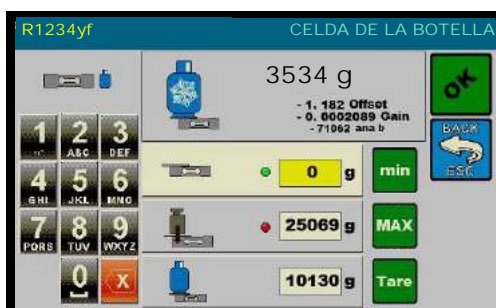 R1234yf CELDA DE LA BOTELLA
3534 g
- 1. 182 Offset
- 0. 0002089 Gain
- 71062 ana b
OK
BACK
ESC
1 2 3
ABC DEF
4 5 6
GHI JKL MNO
7 8 9
PQRS TUV WXYZ
0 X
0 g min
25069 g MAX
10130 g Tare